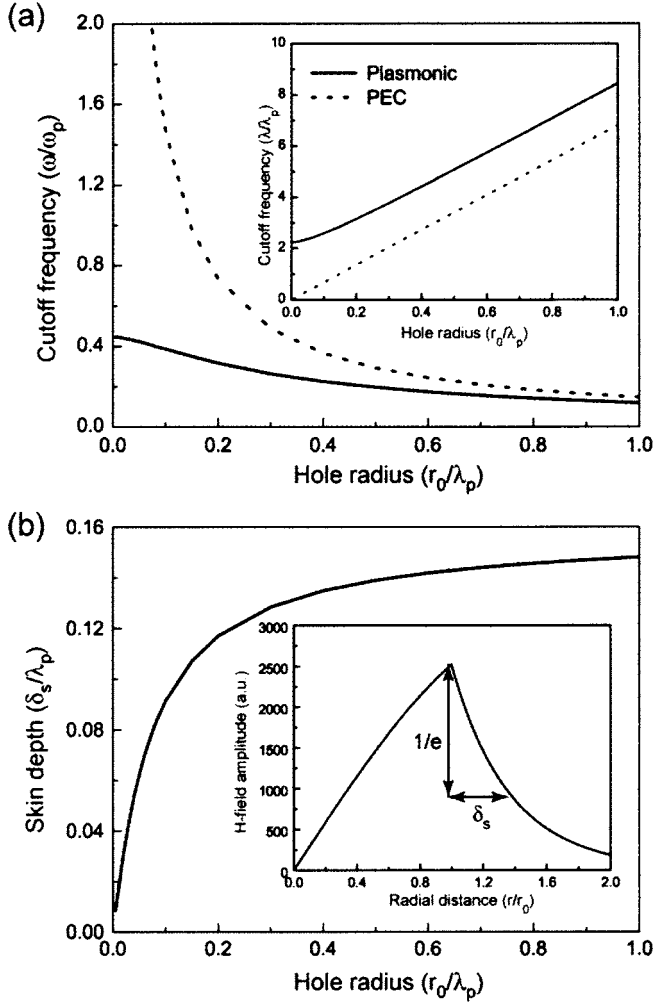 (a)
2.0
1.6
1.2
0.8
0.4
0.0
Cutoff frequency (ω/ωp)
0.0 0.2 0.4 0.6 0.8 1.0
Hole radius (r0/λp)
10
8
6
4
2
0
Cutoff frequency (λ/λp)
Plasmonic
PEC
0.0 0.2 0.4 0.6 0.8 1.0
Hole radius (r0/λp)
(b)
0.16
0.12
0.08
0.04
0.00
Skin depth (δs/λp)
0.0 0.2 0.4 0.6 0.8 1.0
Hole radius (r0/λp)
3000
2500
2000
1500
1000
500
0
H-field amplitude (a.u.)
1/e
δs
0.0 0.4 0.8 1.2 1.6 2.0
Radial distance (r/r0)